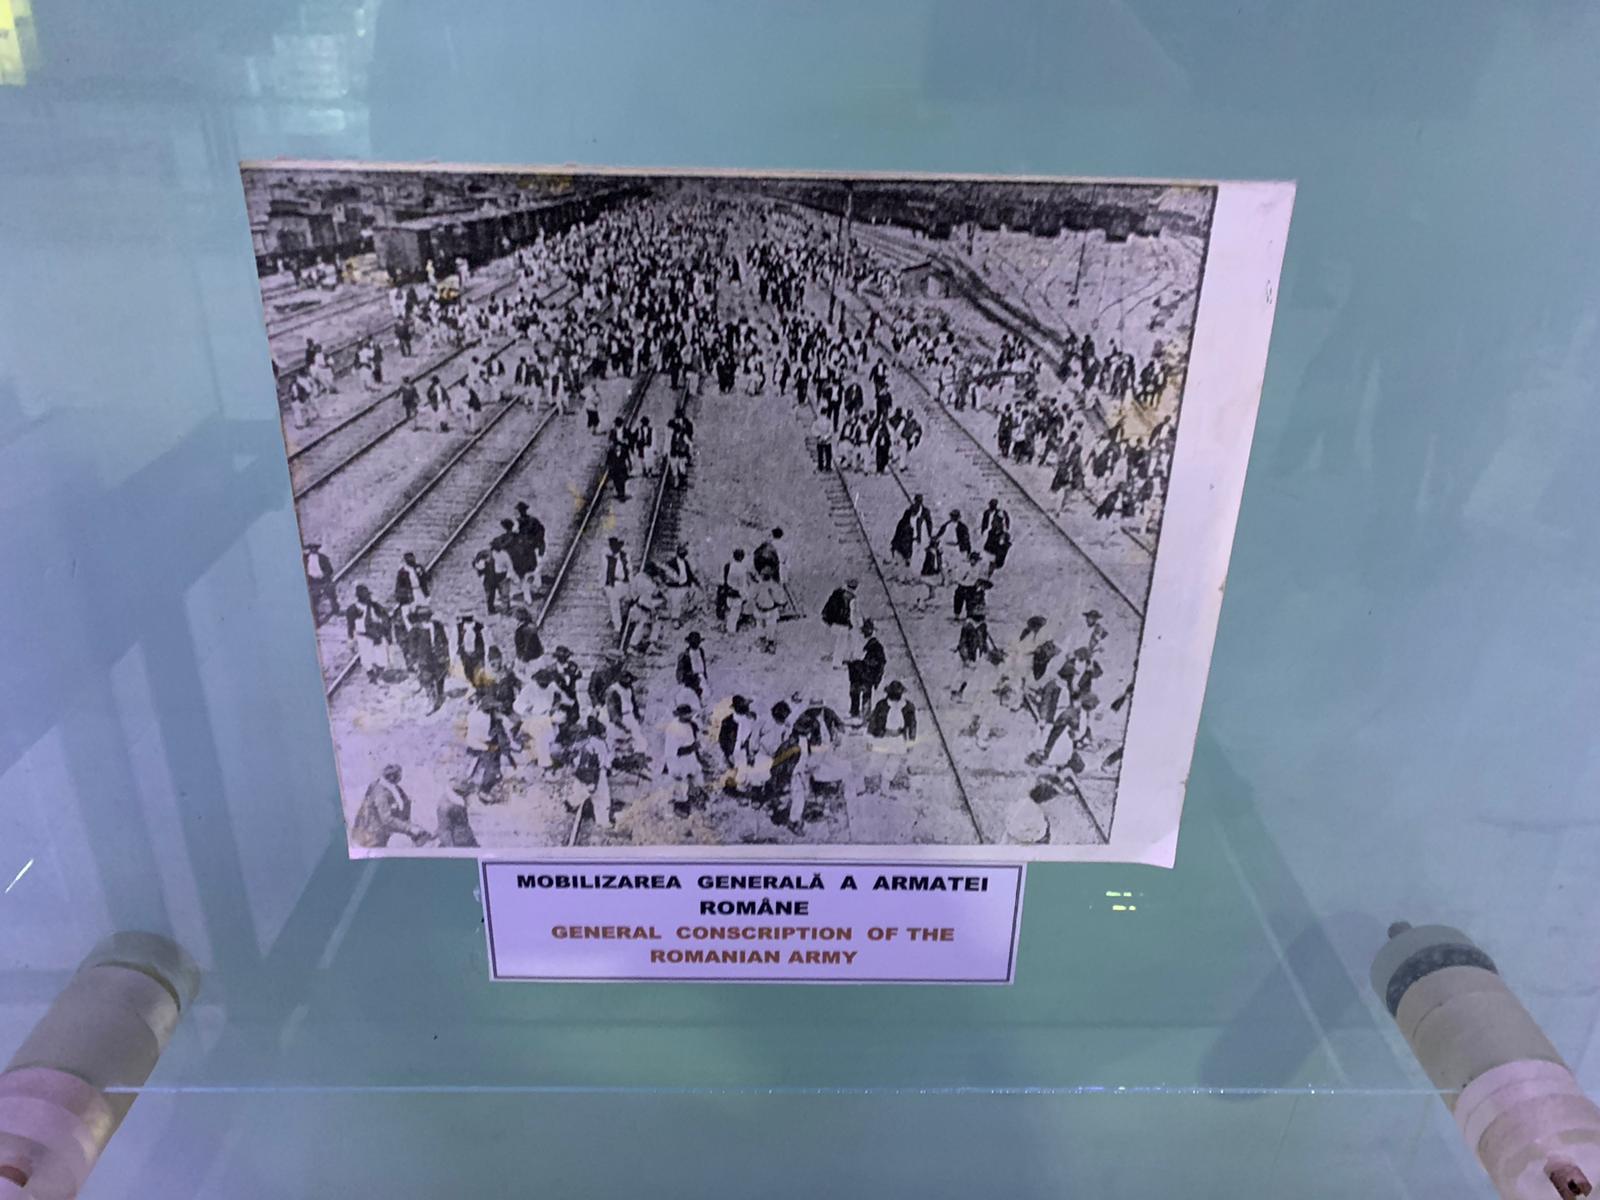 MOBILIZAREA GENERALĂ A ARMATEI
ROMÂNE
GENERAL CONSCRIPTION OF THE
ROMANIAN ARMY